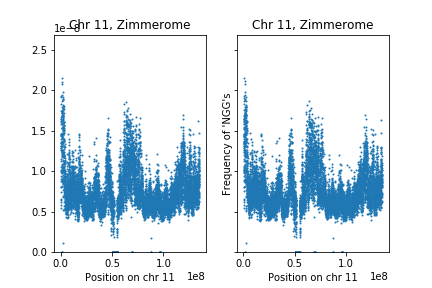 1e−8
Chr 11, Zimmerome
Chr 11, Zimmerome
2.5
2.0
1.5
1.0
0.5
0.0
Frequency of 'NGG's
0.0
0.5
1.0
0.0
0.5
1.0
1e8
1e8
Position on chr 11
Position on chr 11